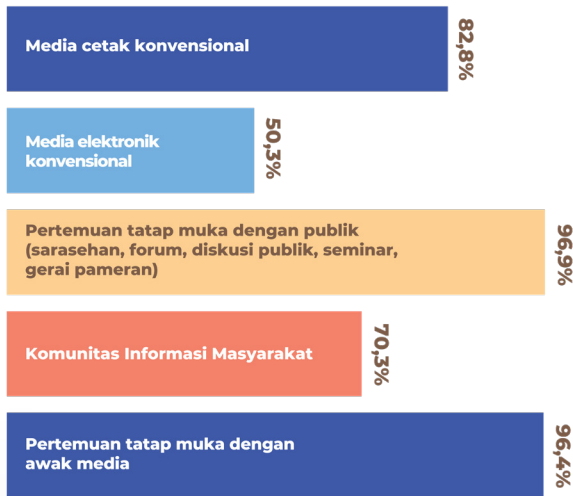 Media cetak konvensional
82,8%
Media elektronik
konvensional
50,3%
Pertemuan tatap muka dengan publik
(sarasehan, forum, diskusi publik, seminar,
gerai pameran)
96,9%
Komunitas Informasi Masyarakat
70,3%
Pertemuan tatap muka dengan
awak media
96,4%